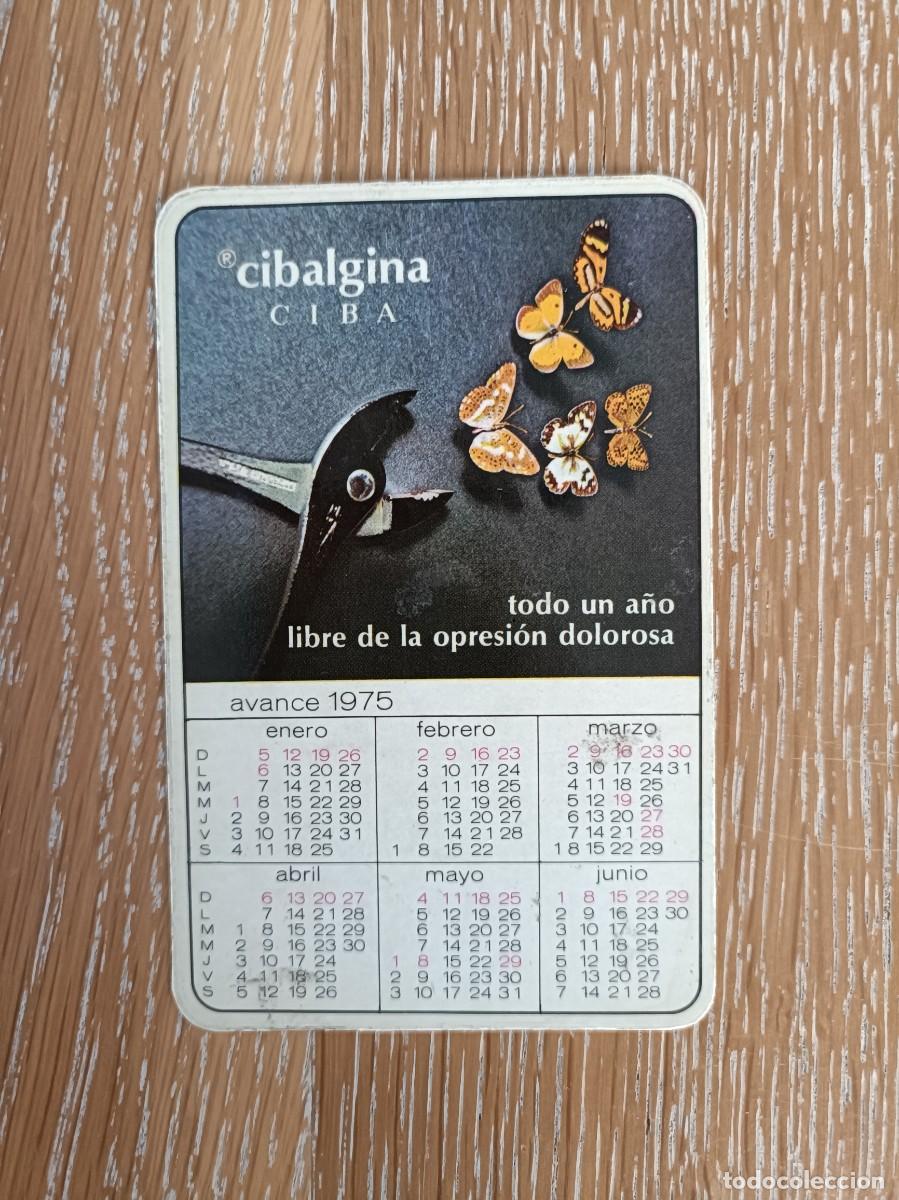 ®cibalgina
CIBA
todo un año
libre de la opresión dolorosa
avance 1975
enero febrero marzo
D 5 12 19 26 2 9 16 23 2 9 16 23 30
L 6 13 20 27 3 10 17 24 3 10 17 24 31
M 7 14 21 28 4 11 18 25 4 11 18 25
M 1 8 15 22 29 5 12 19 26 5 12 19 26
J 2 9 16 23 30 6 13 20 27 6 13 20 27
V 3 10 17 24 31 7 14 21 28 7 14 21 28
S 4 11 18 25 1 8 15 22 1 8 15 22 29
abril mayo junio
D 6 13 20 27 4 11 18 25 1 8 15 22 29
L 7 14 21 28 5 12 19 26 2 9 16 23 30
M 1 8 15 22 29 6 13 20 27 3 10 17 24
M 2 9 16 23 30 7 14 21 28 4 11 18 25
J 3 10 17 24 1 8 15 22 29 5 12 19 26
V 4 11 18 25 2 9 16 23 30 6 13 20 27
S 5 12 19 26 3 10 17 24 31 7 14 21 28
todocoleccion